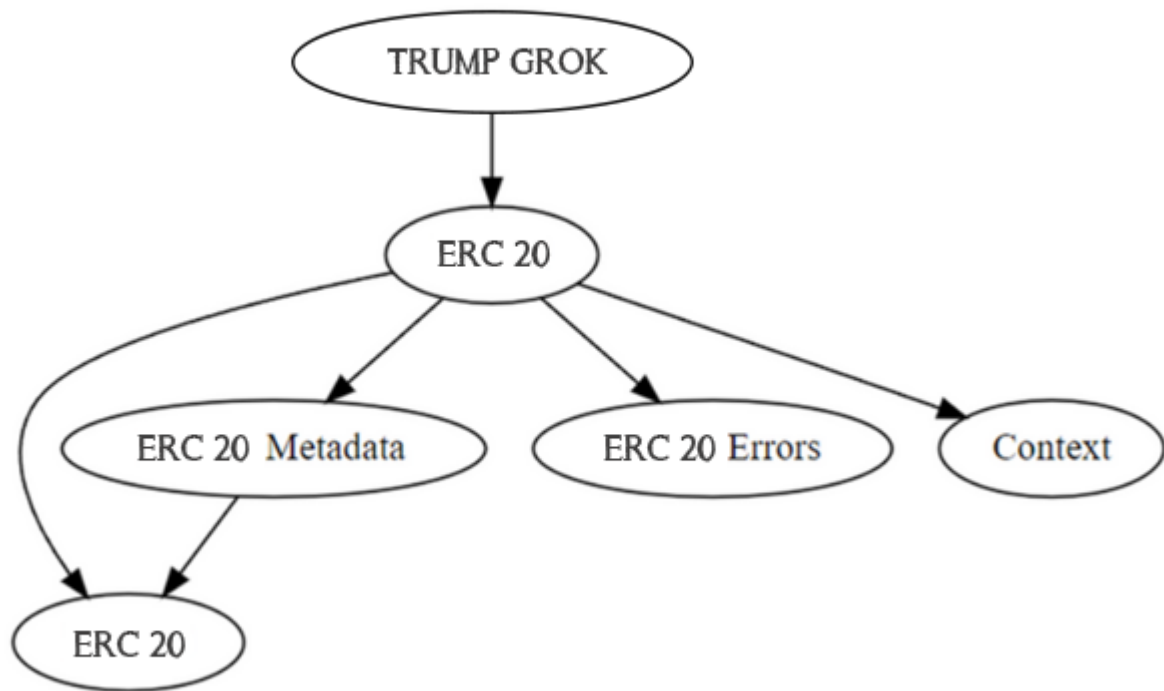 TRUMP GROK
ERC 20
ERC 20 Metadata
ERC 20 Errors
Context
ERC 20